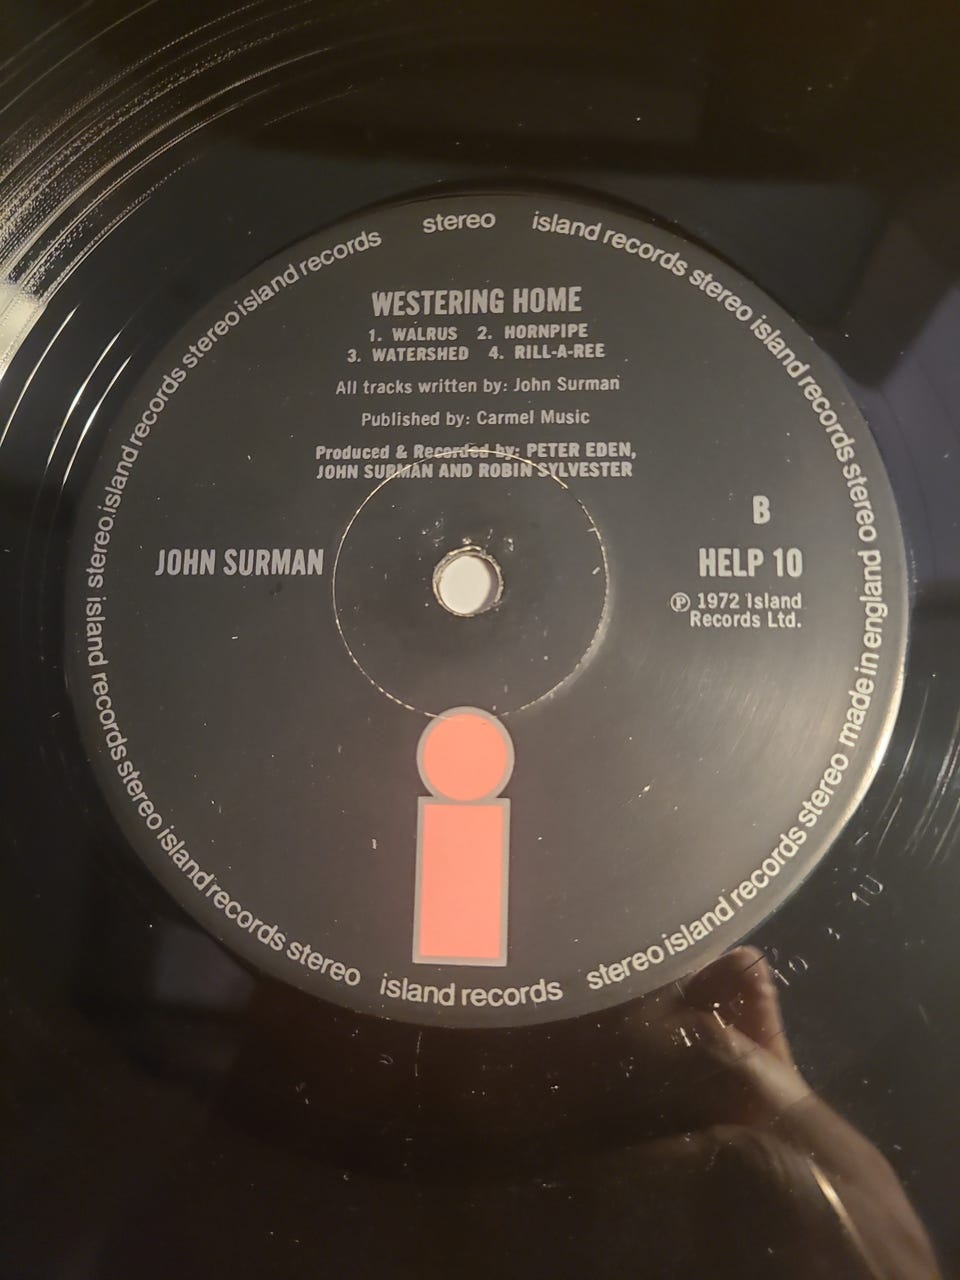 stereo island records stereo island records stereo made in england
WESTERING HOME
1. WALRUS 2. HORNPIPE
3. WATERSHED 4. RILL-A-REE
All tracks written by: John Surman
Published by: Carmel Music
Produced & Recorded by: PETER EDEN,
JOHN SURMAN AND ROBIN SYLVESTER
B
JOHN SURMAN
HELP 10
Ⓟ 1972 Island
Records Ltd.
stereo island records stereo island records stereo island records
island records
stereo island records stereo